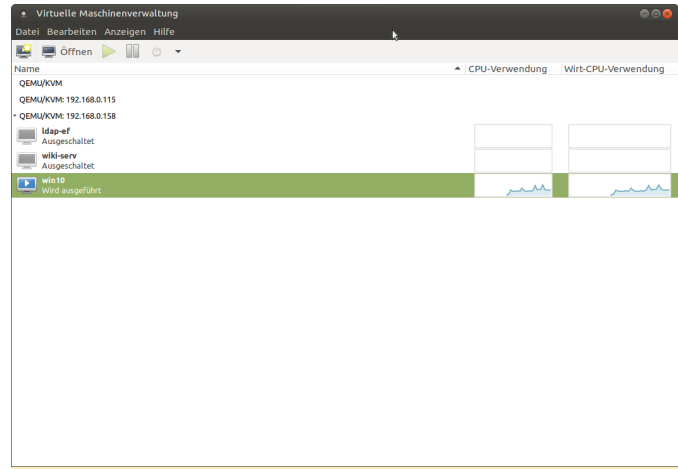 Virtuelle Maschinenverwaltung
Datei Bearbeiten Anzeigen Hilfe
Öffnen
Name CPU-Verwendung Wirt-CPU-Verwendung
QEMU/KVM
QEMU/KVM: 192.168.0.115
QEMU/KVM: 192.168.0.158
ldap-ef
Ausgeschaltet
wiki-serv
Ausgeschaltet
win10
Wird ausgeführt